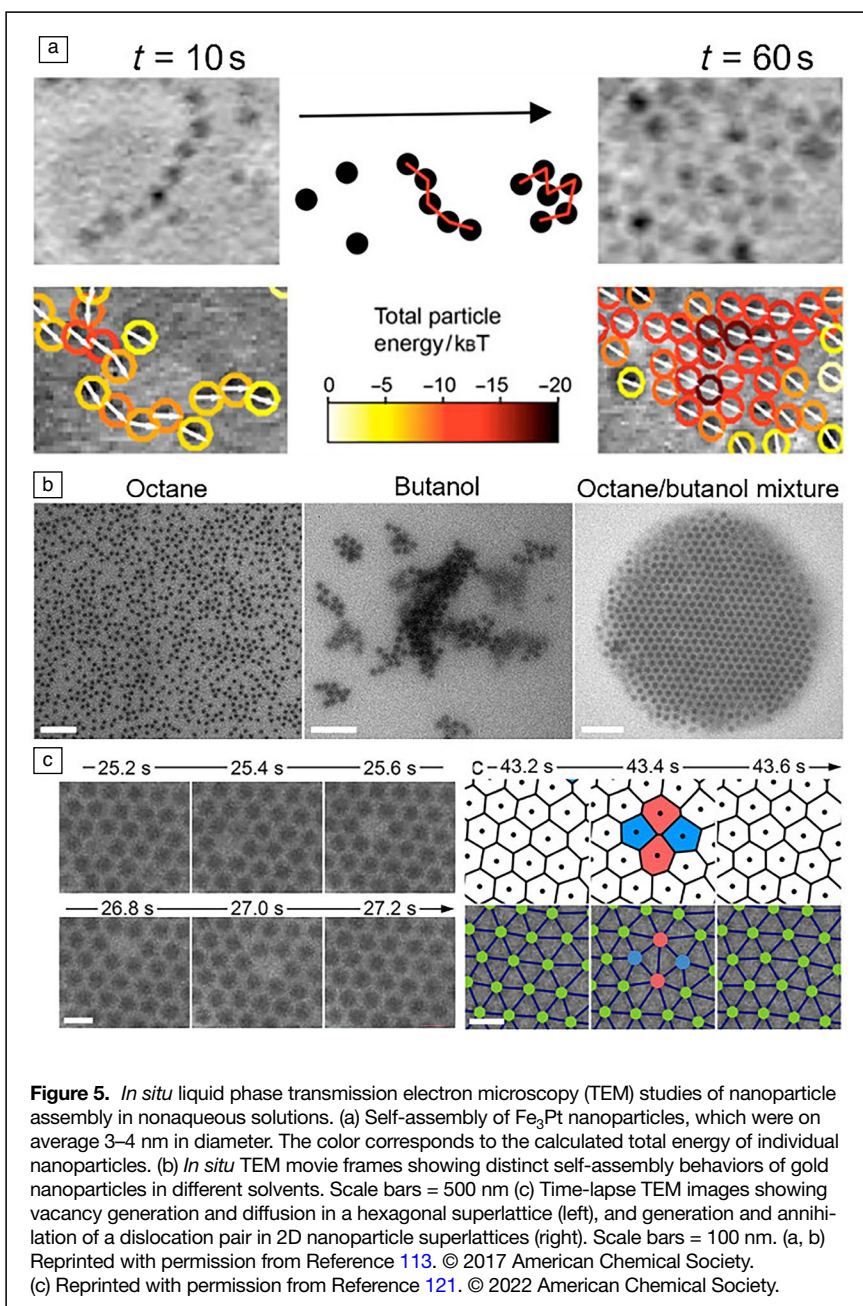 a
t = 10 s
t = 60 s
Total particle
energy/kBT
0 –5 –10 –15 –20
b
Octane
Butanol
Octane/butanol mixture
c
25.2 s 25.4 s 25.6 s
26.8 s 27.0 s 27.2 s
C 43.2 s 43.4 s 43.6 s
Figure 5. In situ liquid phase transmission electron microscopy (TEM) studies of nanoparticle
assembly in nonaqueous solutions. (a) Self-assembly of Fe₃Pt nanoparticles, which were on
average 3–4 nm in diameter. The color corresponds to the calculated total energy of individual
nanoparticles. (b) In situ TEM movie frames showing distinct self-assembly behaviors of gold
nanoparticles in different solvents. Scale bars = 500 nm (c) Time-lapse TEM images showing
vacancy generation and diffusion in a hexagonal superlattice (left), and generation and annihi-
lation of a dislocation pair in 2D nanoparticle superlattices (right). Scale bars = 100 nm. (a, b)
Reprinted with permission from Reference 113. © 2017 American Chemical Society.
(c) Reprinted with permission from Reference 121. © 2022 American Chemical Society.